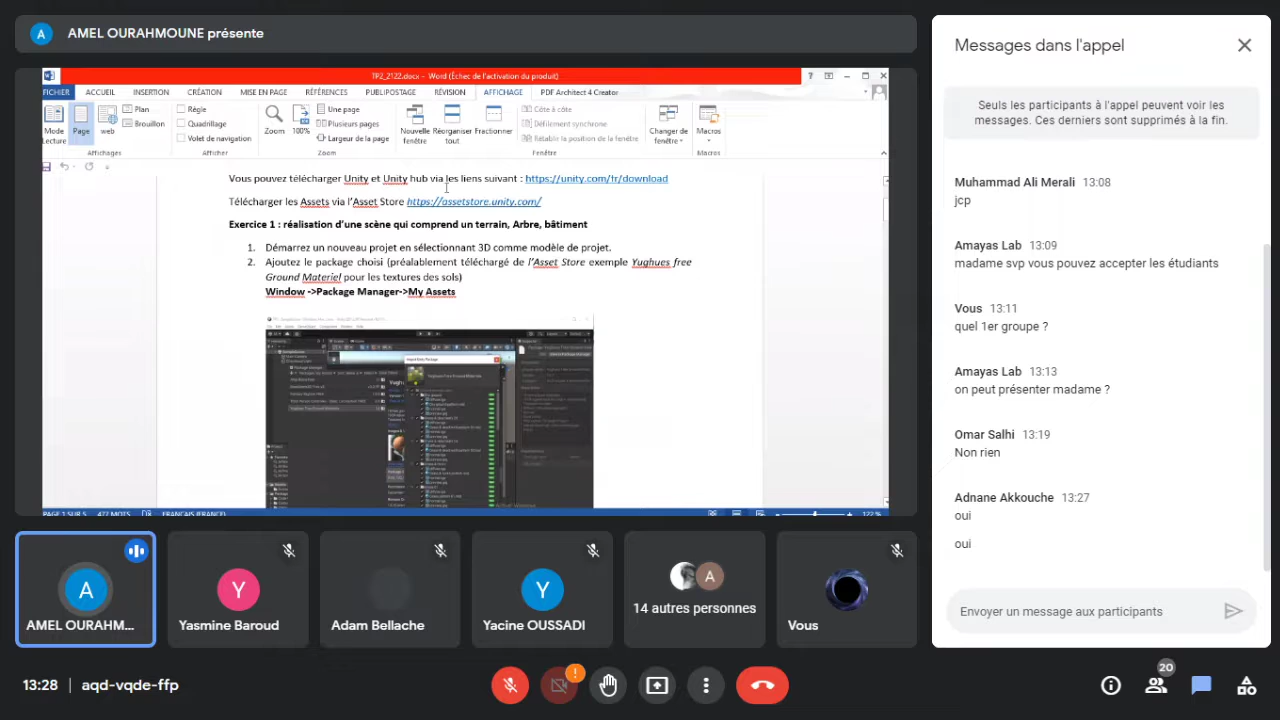 A AMEL OURAHMOUNE présente
TP2_2122.docx - Word (Échec de l'activation du produit)
FICHIER ACCUEIL INSERTION CRÉATION MISE EN PAGE RÉFÉRENCES PUBLIPOSTAGE RÉVISION AFFICHAGE PDF Architect 4 Creator
Mode Lecture
Page
web
Plan
Brouillon
Affichages
Règle
Quadrillage
Volet de navigation
Afficher
Zoom
100%
Une page
Plusieurs pages
Largeur de la page
Zoom
Nouvelle fenêtre
Réorganiser tout
Fractionner
Côte à côte
Défilement synchrone
Rétablir la position de la fenêtre
Fenêtre
Changer de fenêtre
Macros
Macros
Vous pouvez télécharger Unity et Unity hub via les liens suivant : https://unity.com/fr/download
Télécharger les Assets via l'Asset Store https://assetstore.unity.com/
Exercice 1 : réalisation d'une scène qui comprend un terrain, Arbre, bâtiment
1. Démarrez un nouveau projet en sélectionnant 3D comme modèle de projet.
2. Ajoutez le package choisi (préalablement téléchargé de l'Asset Store exemple Yughues free
Ground Materiel pour les textures des sols)
Window ->Package Manager->My Assets
PAGE 1 SUR 5 477 MOTS FRANÇAIS (FRANCE) 122 %
A
AMEL OURAHM...
Y
Yasmine Baroud
Adam Bellache
Y
Yacine OUSSADI
A
14 autres personnes
Vous
13:28 | aqd-vqde-ffp
20
Messages dans l'appel
Seuls les participants à l'appel peuvent voir les
messages. Ces derniers sont supprimés à la fin.
Muhammad Ali Merali 13:08
jcp
Amayas Lab 13:09
madame svp vous pouvez accepter les étudiants
Vous 13:11
quel 1er groupe ?
Amayas Lab 13:13
on peut présenter madame ?
Omar Salhi 13:19
Non rien
Adnane Akkouche 13:27
oui
oui
Envoyer un message aux participants